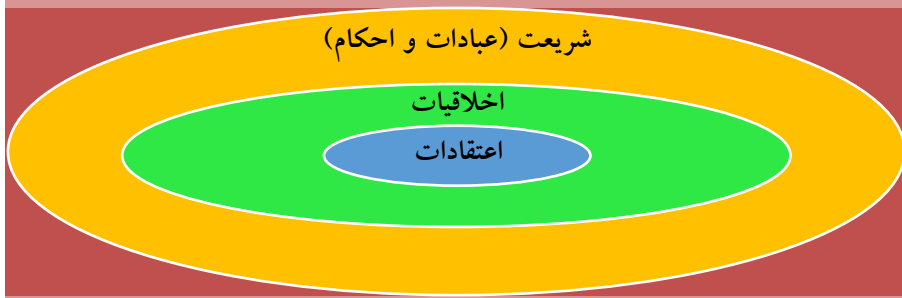 شریعت (عبادات و احکام)
اخلاقیات
اعتقادات